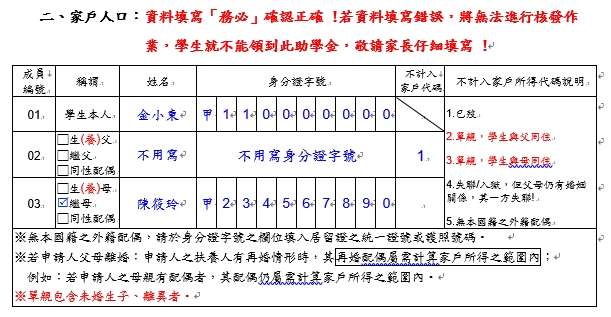 二、家戶人口：資料填寫「務必」確認正確！若資料填寫錯誤，將無法進行核發作
業，學生就不能領到此助學金，敬請家長仔細填寫！
成員編號 稱謂 姓名 身分證字號 不計入家戶代碼 不計入家戶所得代碼說明
01 學生本人 金小東 甲 1 1 0 0 0 0 0 0 0
02 □生(養)父 □繼父 □同性配偶 不用寫 不用寫身分證字號 1
03 □生(養)母 ☑繼母 □同性配偶 陳筱玲 甲 2 3 4 5 6 7 8 9 0
1.已歿
2.單親，學生與父同住
3.單親，學生與母同住
4.失聯/入獄，但父母仍有婚姻
關係，其一方失聯!
5.無本國籍之外籍配偶
※無本國籍之外籍配偶，請於身分證字號之欄位填入居留證之統一證號或護照號碼。
※若申請人父母離婚：申請人之扶養人有再婚情形時，其再婚配偶屬需計算家戶所得之範圍內；
例如：若申請人之母親有配偶者，其配偶仍屬需計算家戶所得之範圍內。
※單親包含未婚生子、離異者。